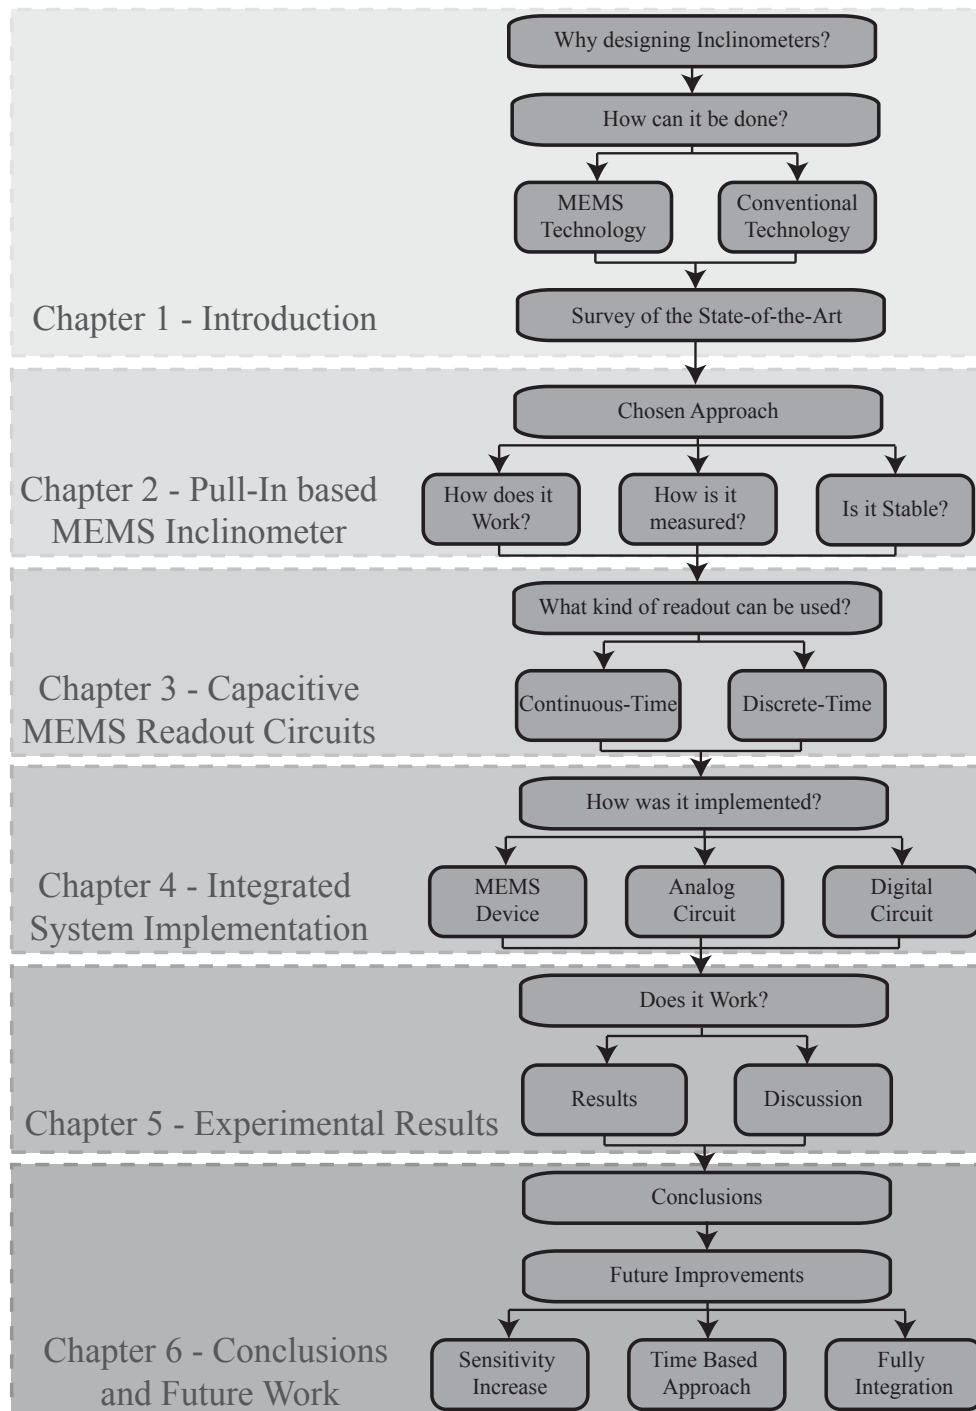 Why designing Inclinometers?
How can it be done?
MEMS
Technology
Conventional
Technology
Survey of the State-of-the-Art
Chapter 1 - Introduction
Chosen Approach
How does it
Work?
How is it
measured?
Is it Stable?
Chapter 2 - Pull-In based
MEMS Inclinometer
What kind of readout can be used?
Continuous-Time
Discrete-Time
Chapter 3 - Capacitive
MEMS Readout Circuits
How was it implemented?
MEMS
Device
Analog
Circuit
Digital
Circuit
Chapter 4 - Integrated
System Implementation
Does it Work?
Results
Discussion
Chapter 5 - Experimental Results
Conclusions
Future Improvements
Sensitivity
Increase
Time Based
Approach
Fully
Integration
Chapter 6 - Conclusions
and Future Work